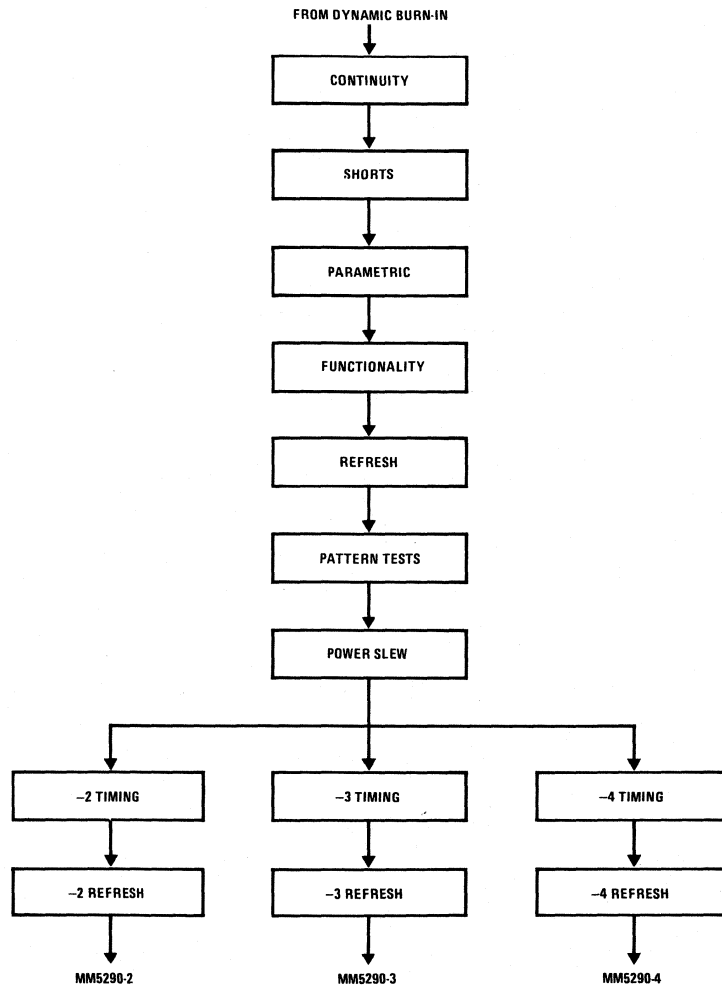 FROM DYNAMIC BURN-IN
CONTINUITY
SHORTS
PARAMETRIC
FUNCTIONALITY
REFRESH
PATTERN TESTS
POWER SLEW
–2 TIMING
–3 TIMING
–4 TIMING
–2 REFRESH
–3 REFRESH
–4 REFRESH
MM5290-2
MM5290-3
MM5290-4